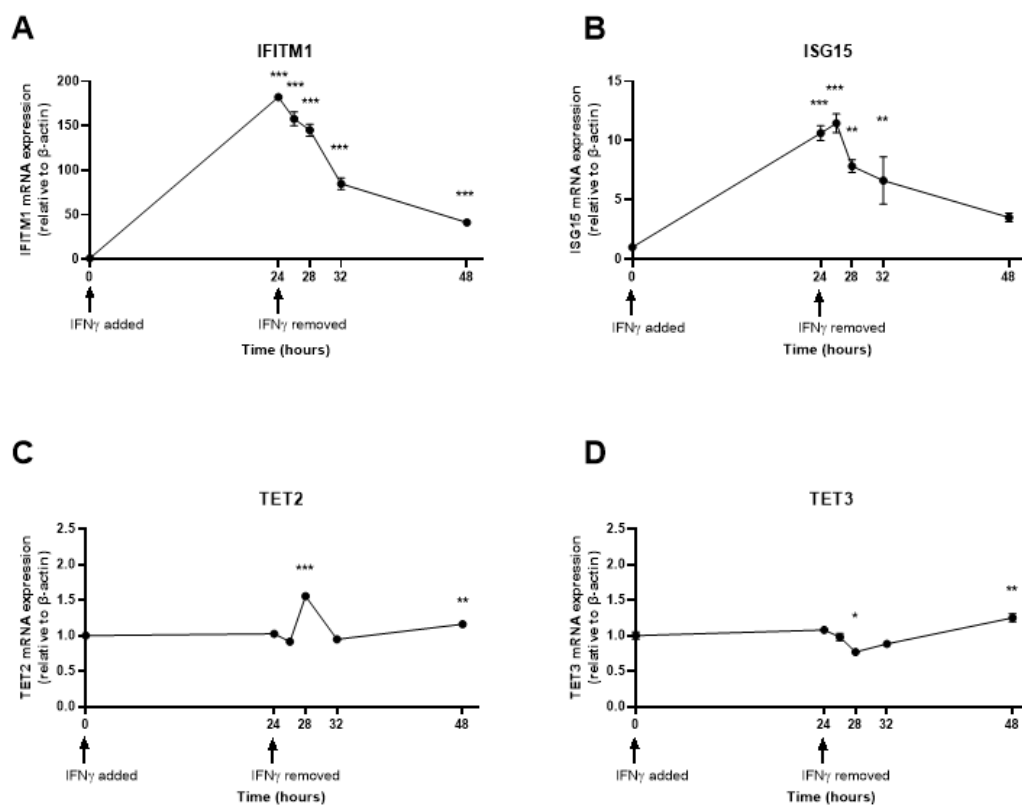 A
IFITM1
IFITM1 mRNA expression
(relative to β-actin)
200
150
100
50
0
***
***
***
***
***
0
24
28
32
48
IFNγ added
IFNγ removed
Time (hours)
B
ISG15
ISG15 mRNA expression
(relative to β-actin)
15
10
5
0
***
***
**
**
0
24
28
32
48
IFNγ added
IFNγ removed
Time (hours)
C
TET2
TET2 mRNA expression
(relative to β-actin)
2.5
2.0
1.5
1.0
0.5
0.0
***
**
0
24
28
32
48
IFNγ added
IFNγ removed
Time (hours)
D
TET3
TET3 mRNA expression
(relative to β-actin)
2.5
2.0
1.5
1.0
0.5
0.0
*
**
0
24
28
32
48
IFNγ added
IFNγ removed
Time (hours)